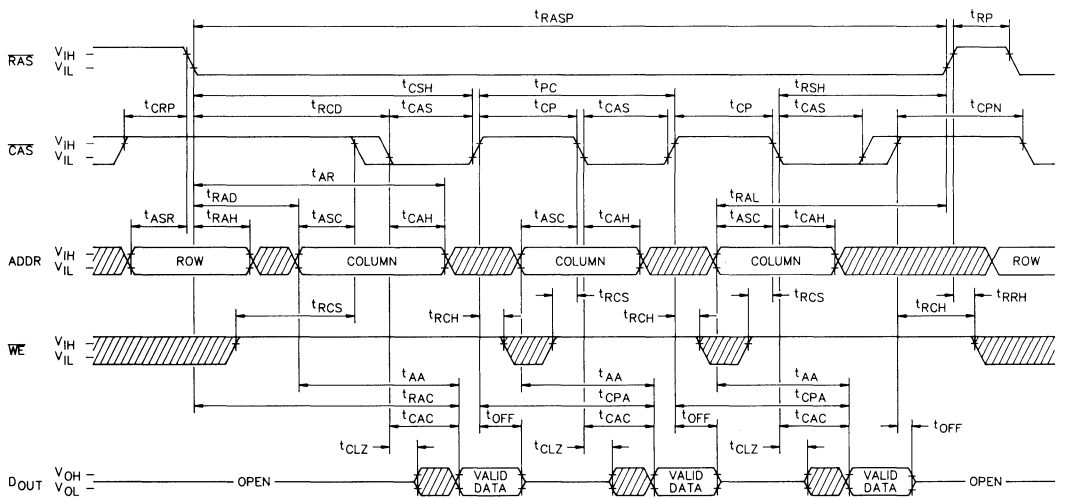 tRASP tRP
RAS VIH
VIL
tCSH tPC tRSH
tCRP tRCD tCAS tCP tCAS tCP tCAS tCPN
CAS VIH
VIL
tAR
tRAD tRAL
tASR tRAH tASC tCAH tASC tCAH tASC tCAH
ADDR VIH
VIL
ROW COLUMN COLUMN COLUMN ROW
tRCS tRCH tRCS tRCH tRCS tRCH tRRH
WE VIH
VIL
tAA tAA tAA
tRAC tCPA tCPA
tCAC tOFF tCAC tOFF tCAC tOFF
tCLZ tCLZ tCLZ
DOUT VOH
VOL
OPEN VALID DATA VALID DATA VALID DATA OPEN